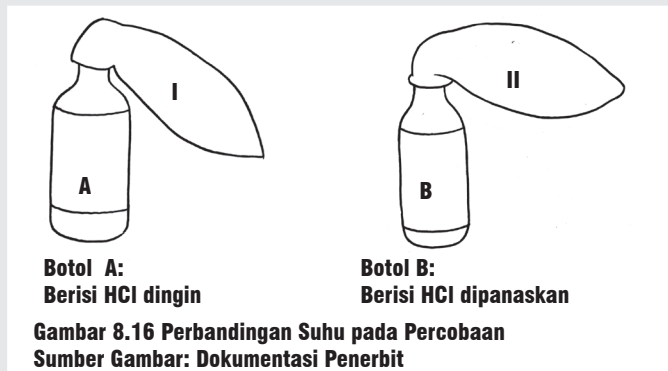 I
II
A
B
Botol A:
Berisi HCl dingin
Botol B:
Berisi HCl dipanaskan
Gambar 8.16 Perbandingan Suhu pada Percobaan
Sumber Gambar: Dokumentasi Penerbit